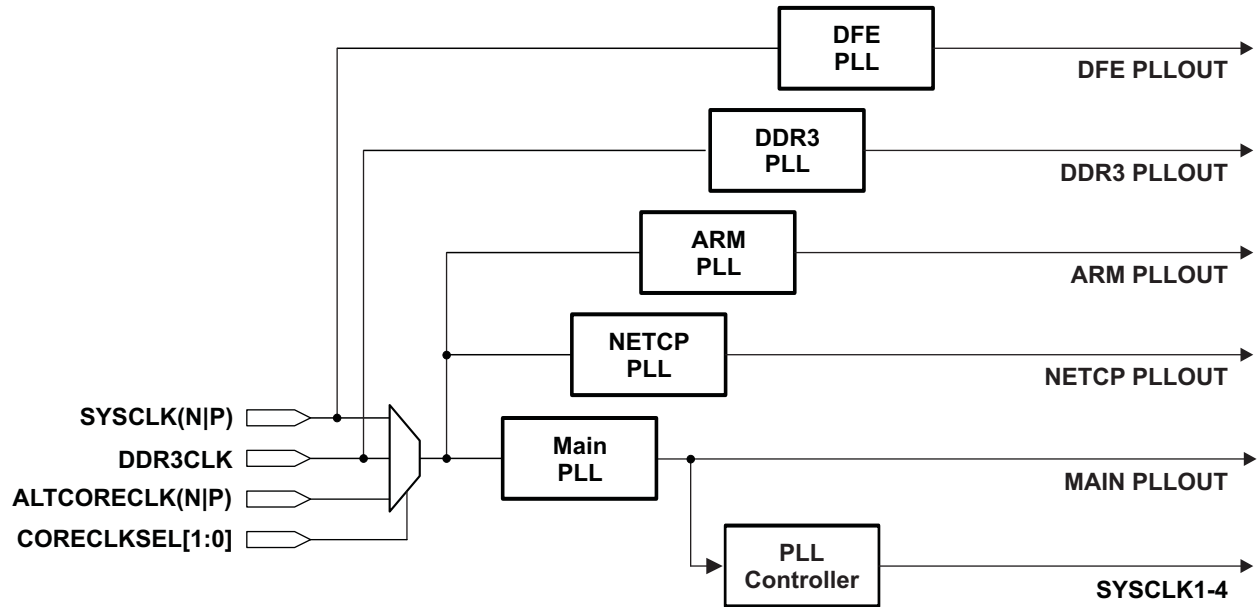 DFE
PLL
DFE PLLOUT
DDR3
PLL
DDR3 PLLOUT
ARM
PLL
ARM PLLOUT
NETCP
PLL
NETCP PLLOUT
SYSCLK(N|P)
DDR3CLK
ALTCORECLK(N|P)
CORECLKSEL[1:0]
Main
PLL
MAIN PLLOUT
PLL
Controller
SYSCLK1-4